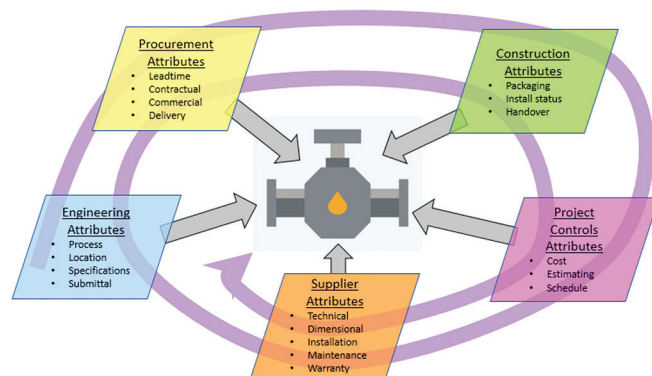 Procurement
Attributes
• Leadtime
• Contractual
• Commercial
• Delivery
Construction
Attributes
• Packaging
• Install status
• Handover
Engineering
Attributes
• Process
• Location
• Specifications
• Submittal
Project
Controls
Attributes
• Cost
• Estimating
• Schedule
Supplier
Attributes
• Technical
• Dimensional
• Installation
• Maintenance
• Warranty